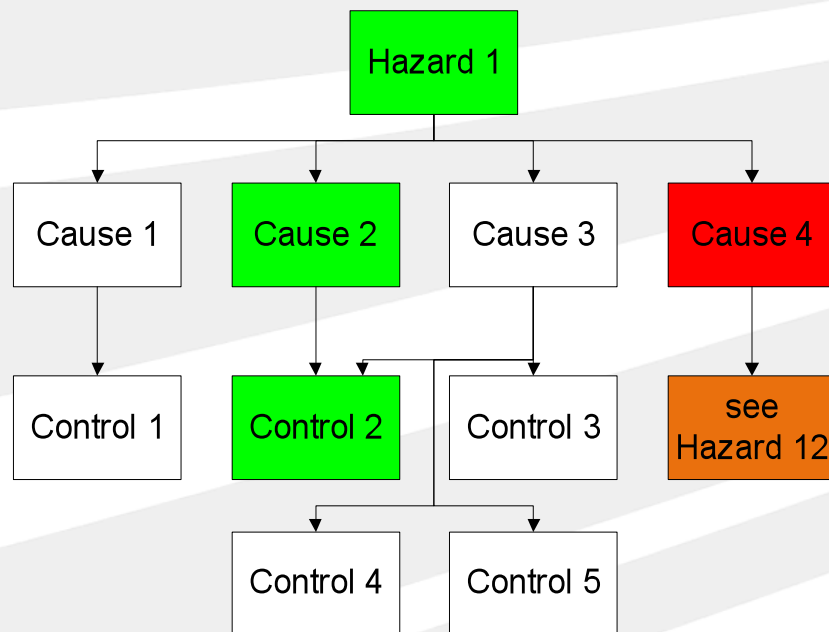 Hazard 1
Cause 1
Cause 2
Cause 3
Cause 4
Control 1
Control 2
Control 3
see
Hazard 12
Control 4
Control 5